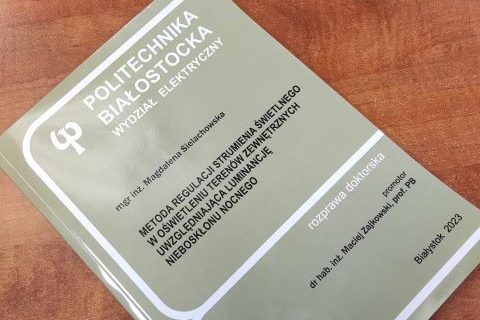 POLITECHNIKA
BIAŁOSTOCKA
WYDZIAŁ ELEKTRYCZNY
mgr inż. Magdalena Sielachowska
METODA REGULACJI STRUMIENIA ŚWIETLNEGO
W OŚWIETLENIU TERENÓW ZEWNĘTRZNYCH
UWZGLĘDNIAJĄCA LUMINANCJĘ
NIEBOSKŁONU NOCNEGO
rozprawa doktorska
promotor
dr hab. inż. Maciej Zajkowski, prof. PB
Białystok 2023